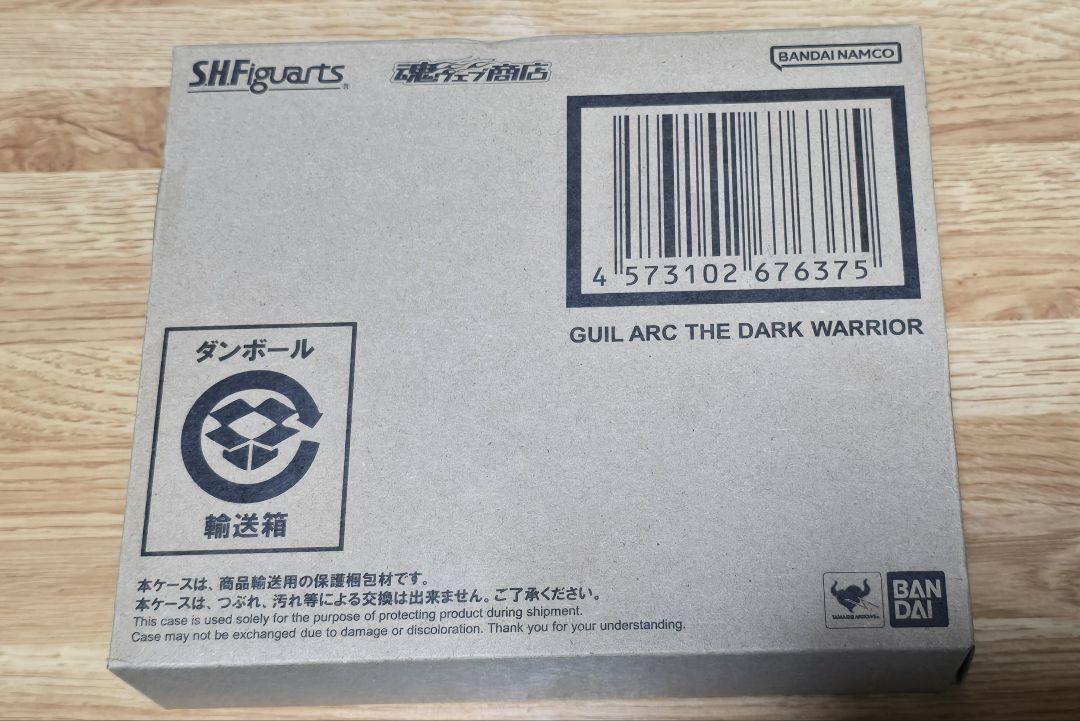 S.H.Figuarts
魂ウェブ商店
BANDAI NAMCO
4 573102 676375
GUIL ARC THE DARK WARRIOR
ダンボール
輸送箱
本ケースは、商品輸送用の保護梱包材です。
本ケースは、つぶれ、汚れ等による交換は出来ません。ご了承ください。
This case is used solely for the purpose of protecting product during shipment.
Case may not be exchanged due to damage or discoloration. Thank you for your understanding.
TAMASHII NATIONS
BAN
DAI